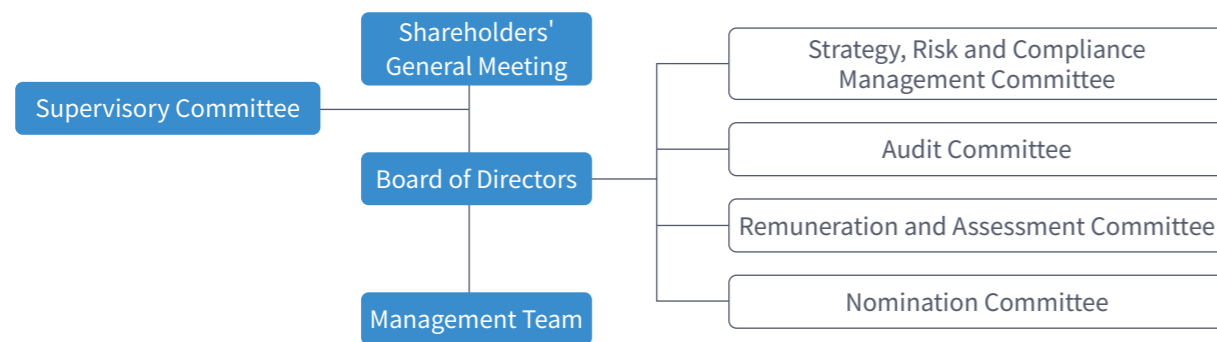 Shareholders'
General Meeting
Supervisory Committee
Board of Directors
Management Team
Strategy, Risk and Compliance
Management Committee
Audit Committee
Remuneration and Assessment Committee
Nomination Committee